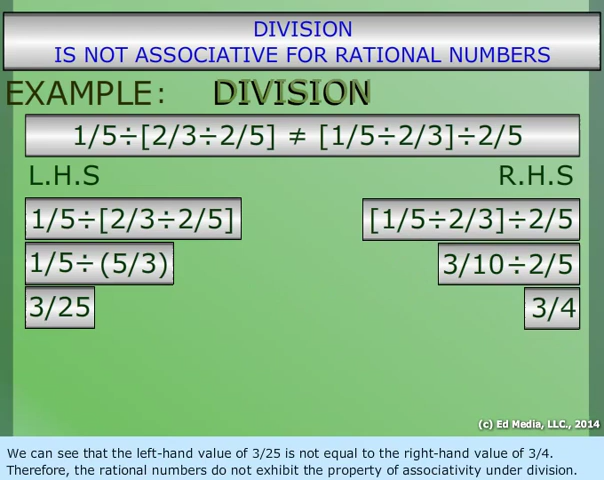 DIVISION
IS NOT ASSOCIATIVE FOR RATIONAL NUMBERS
EXAMPLE: DIVISION
1/5÷[2/3÷2/5] ≠ [1/5÷2/3]÷2/5
L.H.S R.H.S
1/5÷[2/3÷2/5] [1/5÷2/3]÷2/5
1/5÷(5/3) 3/10÷2/5
3/25 3/4
(c) Ed Media, LLC., 2014
We can see that the left-hand value of 3/25 is not equal to the right-hand value of 3/4.
Therefore, the rational numbers do not exhibit the property of associativity under division.